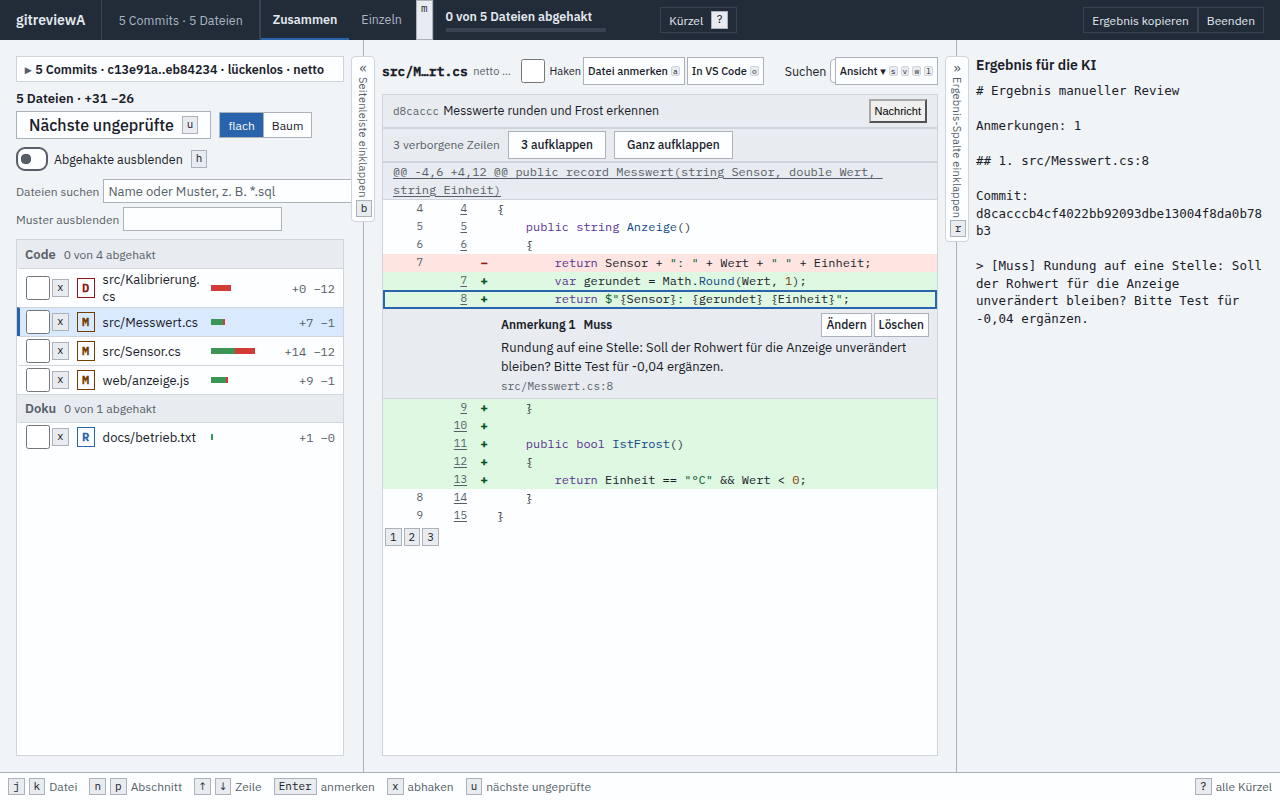 gitreviewA 5 Commits · 5 Dateien Zusammen Einzeln m 0 von 5 Dateien abgehakt Kürzel ? Ergebnis kopieren Beenden
▸ 5 Commits · c13e91a..eb84234 · lückenlos · netto
5 Dateien · +31 −26
Nächste ungeprüfte u flach Baum
Abgehakte ausblenden h
Dateien suchen Name oder Muster, z. B. *.sql
Muster ausblenden
Code 0 von 4 abgehakt
x D src/Kalibrierung.cs +0 −12
x M src/Messwert.cs +7 −1
x M src/Sensor.cs +14 −12
x M web/anzeige.js +9 −1
Doku 0 von 1 abgehakt
x R docs/betrieb.txt +1 −0
« Seitenleiste einklappen b
src/M…rt.cs netto … Haken Datei anmerken a In VS Code o Suchen Ansicht ▾ s v w l
d8caccc Messwerte runden und Frost erkennen Nachricht
3 verborgene Zeilen 3 aufklappen Ganz aufklappen
@@ -4,6 +4,12 @@ public record Messwert(string Sensor, double Wert,
string Einheit)
4 4 {
5 5 public string Anzeige()
6 6 {
7 − return Sensor + ": " + Wert + " " + Einheit;
7 + var gerundet = Math.Round(Wert, 1);
8 + return $"{Sensor}: {gerundet} {Einheit}";
Anmerkung 1 Muss Ändern Löschen
Rundung auf eine Stelle: Soll der Rohwert für die Anzeige unverändert
bleiben? Bitte Test für -0,04 ergänzen.
src/Messwert.cs:8
9 + }
10 +
11 + public bool IstFrost()
12 + {
13 + return Einheit == "°C" && Wert < 0;
8 14 }
9 15 }
1 2 3
» Ergebnis-Spalte einklappen r
Ergebnis für die KI
# Ergebnis manueller Review
Anmerkungen: 1
## 1. src/Messwert.cs:8
Commit:
d8cacccb4cf4022bb92093dbe13004f8da0b78
b3
> [Muss] Rundung auf eine Stelle: Soll
der Rohwert für die Anzeige
unverändert bleiben? Bitte Test für
-0,04 ergänzen.
j k Datei n p Abschnitt ↑ ↓ Zeile Enter anmerken x abhaken u nächste ungeprüfte ? alle Kürzel